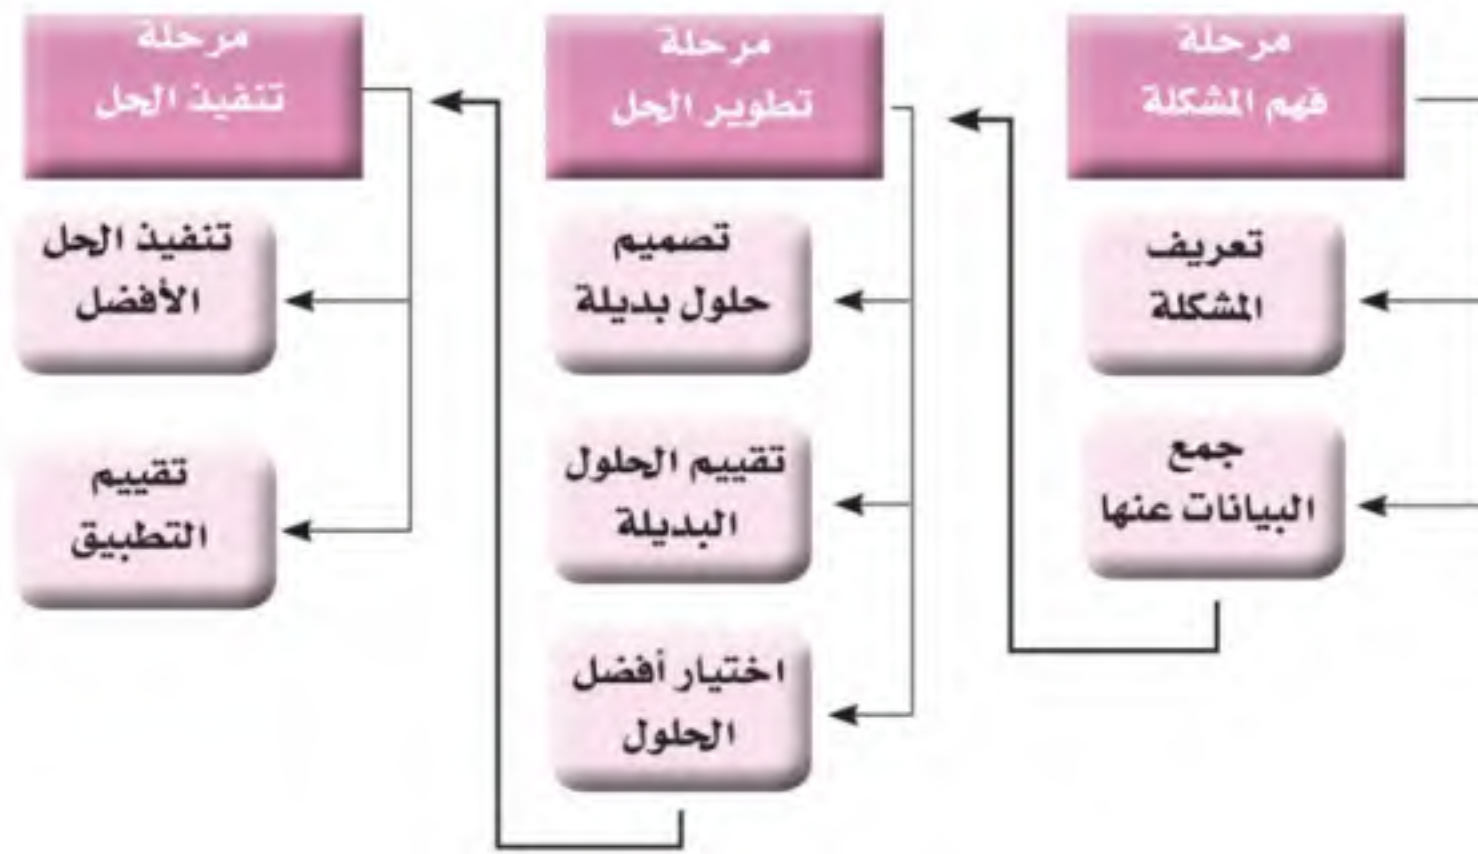 مرحلة
فهم المشكلة
تعريف
المشكلة
جمع
البيانات عنها
مرحلة
تطوير الحل
تصميم
حلول بديلة
تقييم الحلول
البديلة
اختيار أفضل
الحلول
مرحلة
تنفيذ الحل
تنفيذ الحل
الأفضل
تقييم
التطبيق